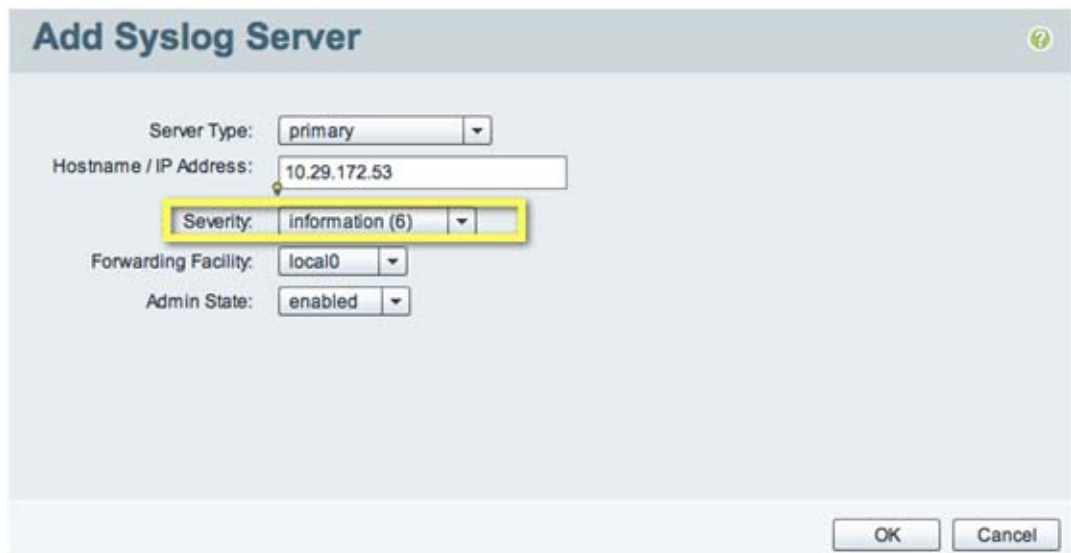 Add Syslog Server
?
Server Type: primary
Hostname / IP Address: 10.29.172.53
Severity: information (6)
Forwarding Facility: local0
Admin State: enabled
OK Cancel